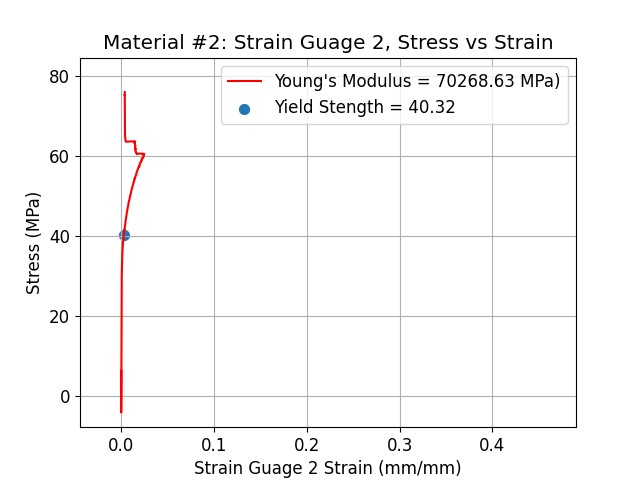 Material #2: Strain Guage 2, Stress vs Strain
Young's Modulus = 70268.63 MPa)
Yield Stength = 40.32
80
60
40
20
0
Stress (MPa)
0.0 0.1 0.2 0.3 0.4
Strain Guage 2 Strain (mm/mm)